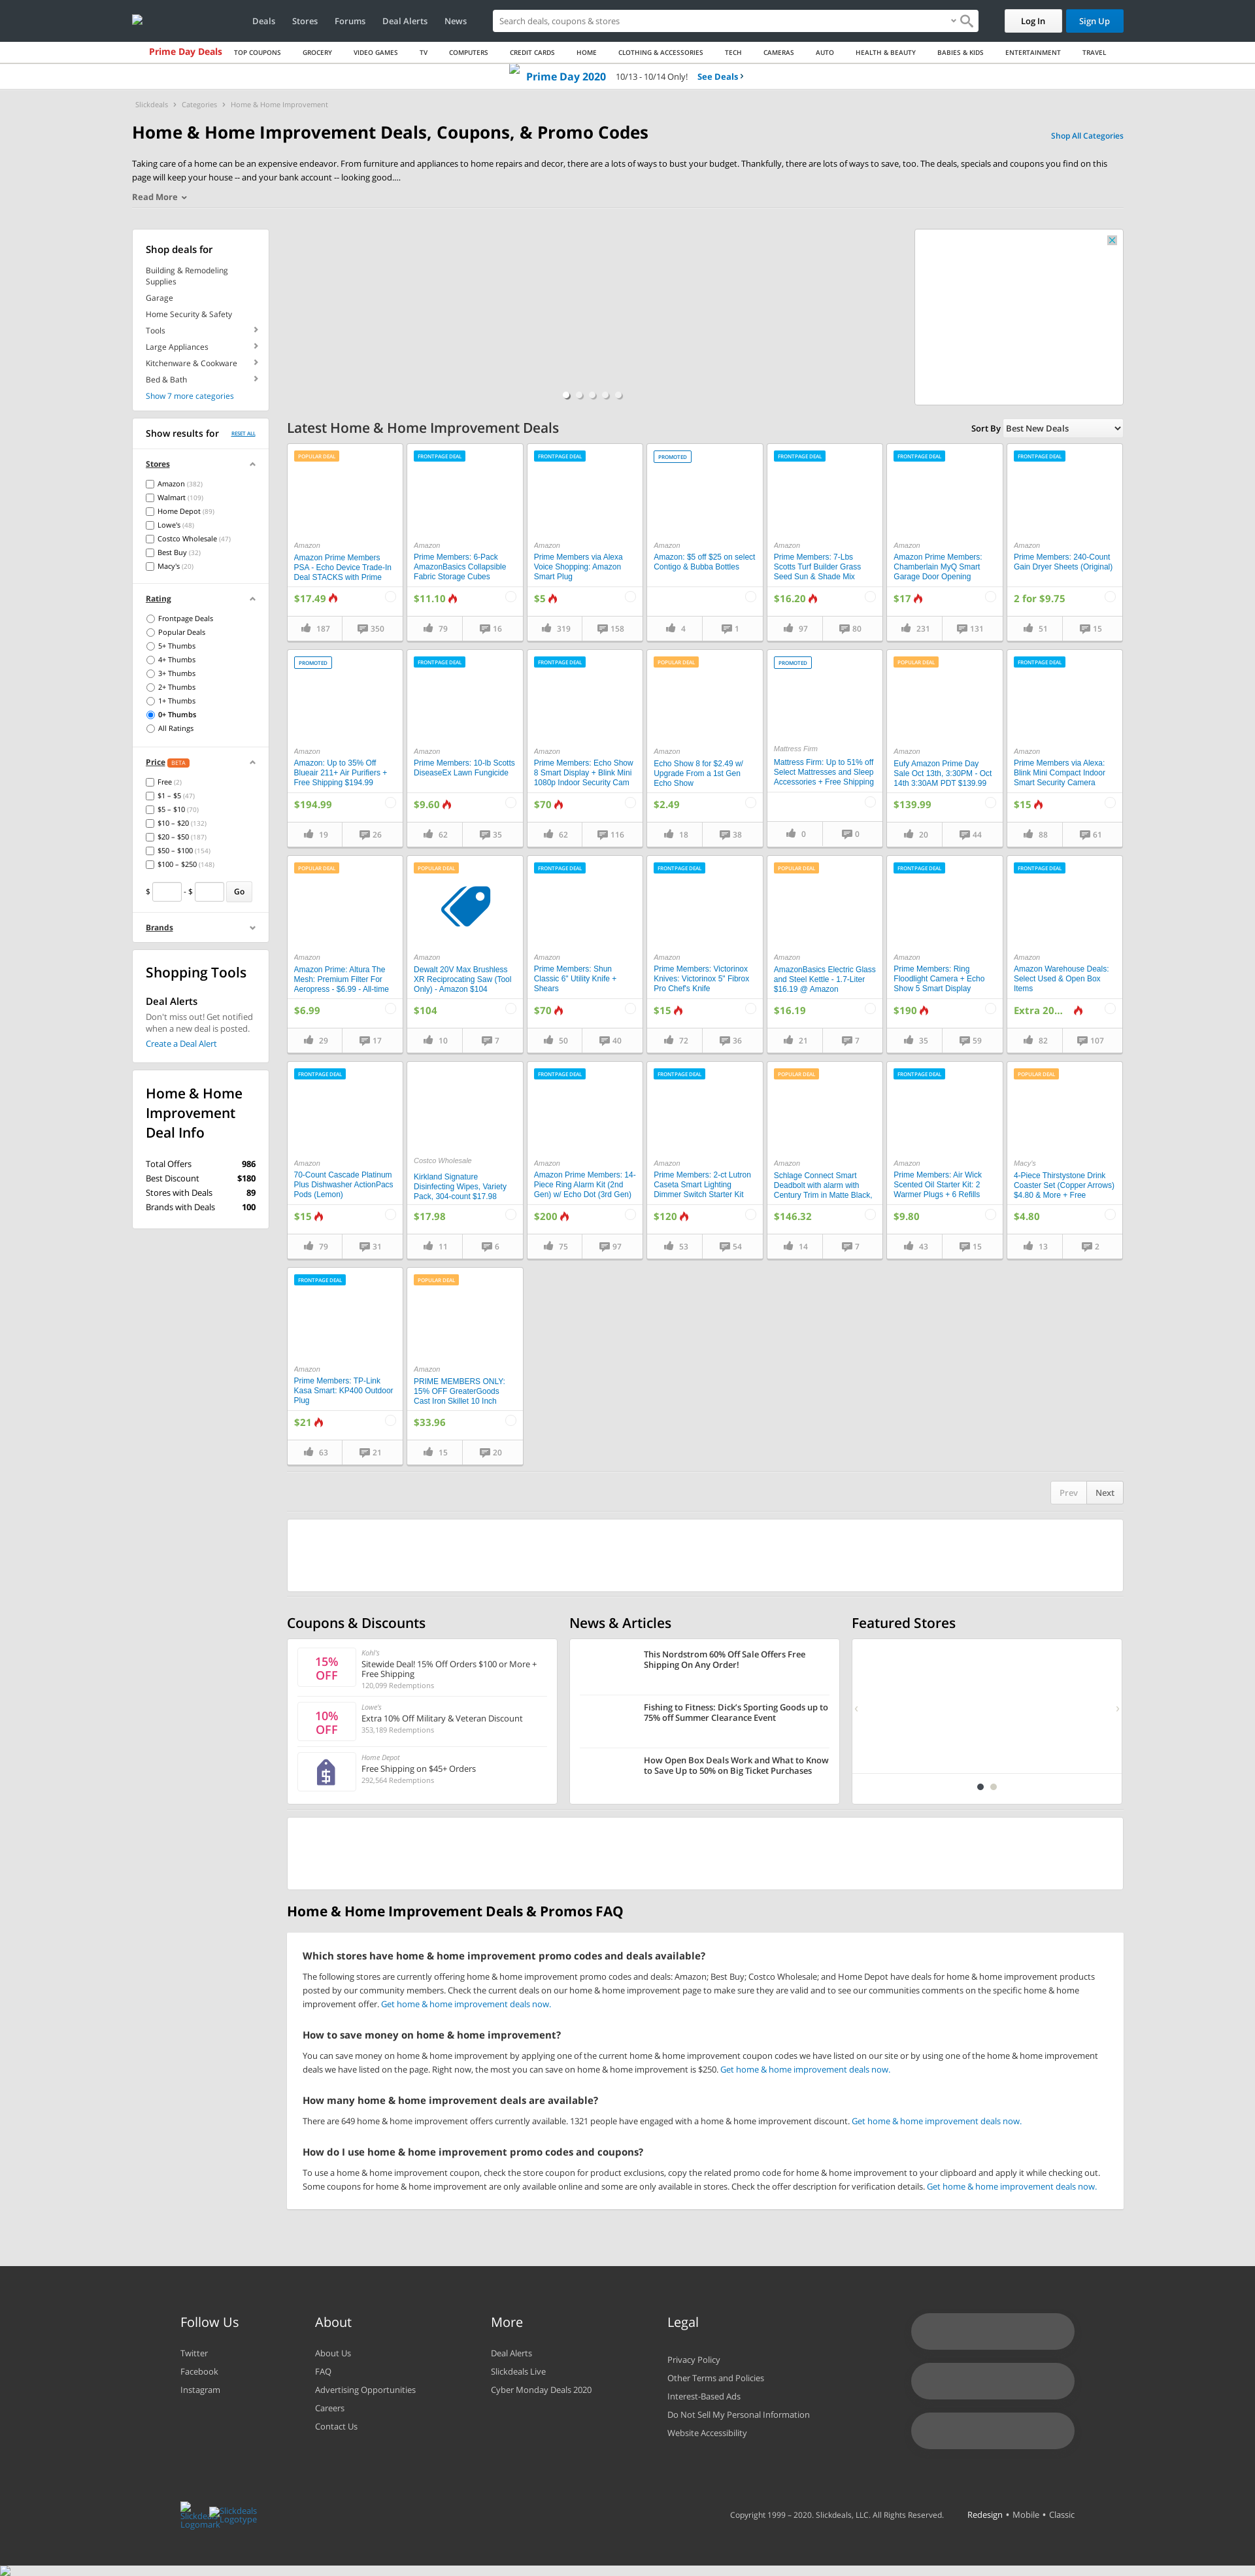 Deals Stores Forums Deal Alerts News
Search deals, coupons & stores
Log In Sign Up
Prime Day Deals TOP COUPONS GROCERY VIDEO GAMES TV COMPUTERS CREDIT CARDS HOME CLOTHING & ACCESSORIES TECH CAMERAS AUTO HEALTH & BEAUTY BABIES & KIDS ENTERTAINMENT TRAVEL
Prime Day 2020 10/13 - 10/14 Only! See Deals
Slickdeals Categories Home & Home Improvement
Home & Home Improvement Deals, Coupons, & Promo Codes
Shop All Categories
Taking care of a home can be an expensive endeavor. From furniture and appliances to home repairs and decor, there are a lot of ways to bust your budget. Thankfully, there are lots of ways to save, too. The deals, specials and coupons you find on this
page will keep your house -- and your bank account -- looking good....
Read More
Shop deals for
Building & Remodeling
Supplies
Garage
Home Security & Safety
Tools
Large Appliances
Kitchenware & Cookware
Bed & Bath
Show 7 more categories
Show results for RESET ALL
Stores
Amazon (382)
Walmart (109)
Home Depot (89)
Lowe's (48)
Costco Wholesale (47)
Best Buy (32)
Macy's (20)
Rating
Frontpage Deals
Popular Deals
5+ Thumbs
4+ Thumbs
3+ Thumbs
2+ Thumbs
1+ Thumbs
0+ Thumbs
All Ratings
Price BETA
Free (2)
$1 – $5 (47)
$5 – $10 (70)
$10 – $20 (132)
$20 – $50 (187)
$50 – $100 (154)
$100 – $250 (148)
$ - $ Go
Brands
Shopping Tools
Deal Alerts
Don't miss out! Get notified
when a new deal is posted.
Create a Deal Alert
Home & Home
Improvement
Deal Info
Total Offers 986
Best Discount $180
Stores with Deals 89
Brands with Deals 100
Latest Home & Home Improvement Deals
Sort By Best New Deals
POPULAR DEAL
Amazon
Amazon Prime Members
PSA - Echo Device Trade-In
Deal STACKS with Prime
$17.49
187 350
FRONTPAGE DEAL
Amazon
Prime Members: 6-Pack
AmazonBasics Collapsible
Fabric Storage Cubes
$11.10
79 16
FRONTPAGE DEAL
Amazon
Prime Members via Alexa
Voice Shopping: Amazon
Smart Plug
$5
319 158
PROMOTED
Amazon
Amazon: $5 off $25 on select
Contigo & Bubba Bottles
4 1
FRONTPAGE DEAL
Amazon
Prime Members: 7-Lbs
Scotts Turf Builder Grass
Seed Sun & Shade Mix
$16.20
97 80
FRONTPAGE DEAL
Amazon
Amazon Prime Members:
Chamberlain MyQ Smart
Garage Door Opening
$17
231 131
FRONTPAGE DEAL
Amazon
Prime Members: 240-Count
Gain Dryer Sheets (Original)
2 for $9.75
51 15
PROMOTED
Amazon
Amazon: Up to 35% Off
Blueair 211+ Air Purifiers +
Free Shipping $194.99
$194.99
19 26
FRONTPAGE DEAL
Amazon
Prime Members: 10-lb Scotts
DiseaseEx Lawn Fungicide
$9.60
62 35
FRONTPAGE DEAL
Amazon
Prime Members: Echo Show
8 Smart Display + Blink Mini
1080p Indoor Security Cam
$70
62 116
POPULAR DEAL
Amazon
Echo Show 8 for $2.49 w/
Upgrade From a 1st Gen
Echo Show
$2.49
18 38
PROMOTED
Mattress Firm
Mattress Firm: Up to 51% off
Select Mattresses and Sleep
Accessories + Free Shipping
0 0
POPULAR DEAL
Amazon
Eufy Amazon Prime Day
Sale Oct 13th, 3:30PM - Oct
14th 3:30AM PDT $139.99
$139.99
20 44
FRONTPAGE DEAL
Amazon
Prime Members via Alexa:
Blink Mini Compact Indoor
Smart Security Camera
$15
88 61
POPULAR DEAL
Amazon
Amazon Prime: Altura The
Mesh: Premium Filter For
Aeropress - $6.99 - All-time
$6.99
29 17
POPULAR DEAL
Amazon
Dewalt 20V Max Brushless
XR Reciprocating Saw (Tool
Only) - Amazon $104
$104
10 7
FRONTPAGE DEAL
Amazon
Prime Members: Shun
Classic 6" Utility Knife +
Shears
$70
50 40
FRONTPAGE DEAL
Amazon
Prime Members: Victorinox
Knives: Victorinox 5" Fibrox
Pro Chef's Knife
$15
72 36
POPULAR DEAL
Amazon
AmazonBasics Electric Glass
and Steel Kettle - 1.7-Liter
$16.19 @ Amazon
$16.19
21 7
FRONTPAGE DEAL
Amazon
Prime Members: Ring
Floodlight Camera + Echo
Show 5 Smart Display
$190
35 59
FRONTPAGE DEAL
Amazon
Amazon Warehouse Deals:
Select Used & Open Box
Items
Extra 20...
82 107
FRONTPAGE DEAL
Amazon
70-Count Cascade Platinum
Plus Dishwasher ActionPacs
Pods (Lemon)
$15
79 31
Costco Wholesale
Kirkland Signature
Disinfecting Wipes, Variety
Pack, 304-count $17.98
$17.98
11 6
FRONTPAGE DEAL
Amazon
Amazon Prime Members: 14-
Piece Ring Alarm Kit (2nd
Gen) w/ Echo Dot (3rd Gen)
$200
75 97
FRONTPAGE DEAL
Amazon
Prime Members: 2-ct Lutron
Caseta Smart Lighting
Dimmer Switch Starter Kit
$120
53 54
POPULAR DEAL
Amazon
Schlage Connect Smart
Deadbolt with alarm with
Century Trim in Matte Black,
$146.32
14 7
FRONTPAGE DEAL
Amazon
Prime Members: Air Wick
Scented Oil Starter Kit: 2
Warmer Plugs + 6 Refills
$9.80
43 15
POPULAR DEAL
Macy's
4-Piece Thirstystone Drink
Coaster Set (Copper Arrows)
$4.80 & More + Free
$4.80
13 2
FRONTPAGE DEAL
Amazon
Prime Members: TP-Link
Kasa Smart: KP400 Outdoor
Plug
$21
63 21
POPULAR DEAL
Amazon
PRIME MEMBERS ONLY:
15% OFF GreaterGoods
Cast Iron Skillet 10 Inch
$33.96
15 20
Prev Next
Coupons & Discounts
15%
OFF
Kohl's
Sitewide Deal! 15% Off Orders $100 or More +
Free Shipping
120,099 Redemptions
10%
OFF
Lowe's
Extra 10% Off Military & Veteran Discount
353,189 Redemptions
Home Depot
Free Shipping on $45+ Orders
292,564 Redemptions
News & Articles
This Nordstrom 60% Off Sale Offers Free
Shipping On Any Order!
Fishing to Fitness: Dick's Sporting Goods up to
75% off Summer Clearance Event
How Open Box Deals Work and What to Know
to Save Up to 50% on Big Ticket Purchases
Featured Stores
Home & Home Improvement Deals & Promos FAQ
Which stores have home & home improvement promo codes and deals available?
The following stores are currently offering home & home improvement promo codes and deals: Amazon; Best Buy; Costco Wholesale; and Home Depot have deals for home & home improvement products
posted by our community members. Check the current deals on our home & home improvement page to make sure they are valid and to see our communities comments on the specific home & home
improvement offer. Get home & home improvement deals now.
How to save money on home & home improvement?
You can save money on home & home improvement by applying one of the current home & home improvement coupon codes we have listed on our site or by using one of the home & home improvement
deals we have listed on the page. Right now, the most you can save on home & home improvement is $250. Get home & home improvement deals now.
How many home & home improvement deals are available?
There are 649 home & home improvement offers currently available. 1321 people have engaged with a home & home improvement discount. Get home & home improvement deals now.
How do I use home & home improvement promo codes and coupons?
To use a home & home improvement coupon, check the store coupon for product exclusions, copy the related promo code for home & home improvement to your clipboard and apply it while checking out.
Some coupons for home & home improvement are only available online and some are only available in stores. Check the offer description for verification details. Get home & home improvement deals now.
Follow Us
Twitter
Facebook
Instagram
About
About Us
FAQ
Advertising Opportunities
Careers
Contact Us
More
Deal Alerts
Slickdeals Live
Cyber Monday Deals 2020
Legal
Privacy Policy
Other Terms and Policies
Interest-Based Ads
Do Not Sell My Personal Information
Website Accessibility
Slickdeals
Logomark
Slickdeals
Logotype
Copyright 1999 – 2020. Slickdeals, LLC. All Rights Reserved. Redesign • Mobile • Classic